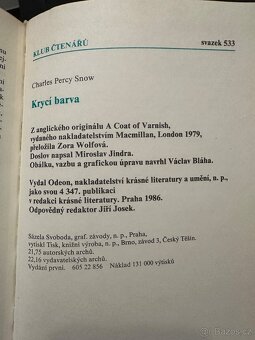 KLUB ČTENÁŘŮ
svazek 533
Charles Percy Snow
Krycí barva
Z anglického originálu A Coat of Varnish,
vydaného nakladatelstvím Macmillan, London 1979,
přeložila Zora Wolfová.
Doslov napsal Miroslav Jindra.
Obálku, vazbu a grafickou úpravu navrhl Václav Bláha.
Vydal Odeon, nakladatelství krásné literatury a umění, n. p.,
jako svou 4 347. publikaci
v redakci krásné literatury. Praha 1986.
Odpovědný redaktor Jiří Josek.
Sázela Svoboda, graf. závody, n. p., Praha,
vytiskl Tisk, knižní výroba, n. p., Brno, závod 3, Český Těšín.
21,75 autorských archů.
22,16 vydavatelských archů.
Vydání první. 605 22 856 Náklad 131 000 výtisků